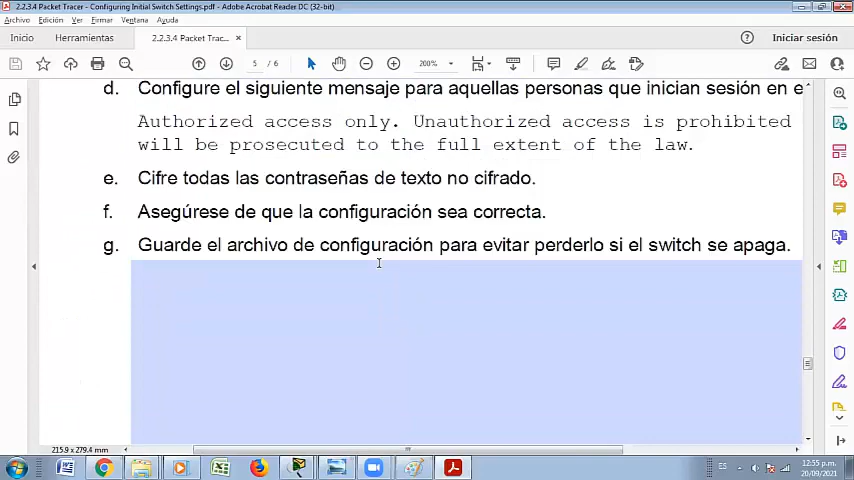 2.2.3.4 Packet Tracer - Configuring Initial Switch Settings.pdf - Adobe Acrobat Reader DC (32-bit)
Archivo Edición Ver Firmar Ventana Ayuda
Inicio Herramientas 2.2.3.4 Packet Trac... × Iniciar sesión
5 / 6 200%
d. Configure el siguiente mensaje para aquellas personas que inician sesión en e
Authorized access only. Unauthorized access is prohibited
will be prosecuted to the full extent of the law.
e. Cifre todas las contraseñas de texto no cifrado.
f. Asegúrese de que la configuración sea correcta.
g. Guarde el archivo de configuración para evitar perderlo si el switch se apaga.
215.9 x 279.4 mm
ES 12:55 p.m.
20/09/2021